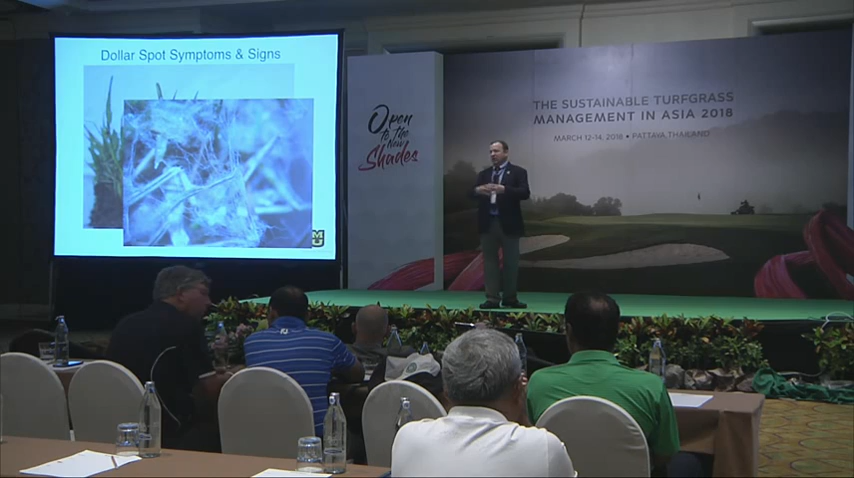 Dollar Spot Symptoms & Signs
Open
to the
New
Shades
THE SUSTAINABLE TURFGRASS
MANAGEMENT IN ASIA 2018
MARCH 12-14, 2018 • PATTAYA THAILAND
MU